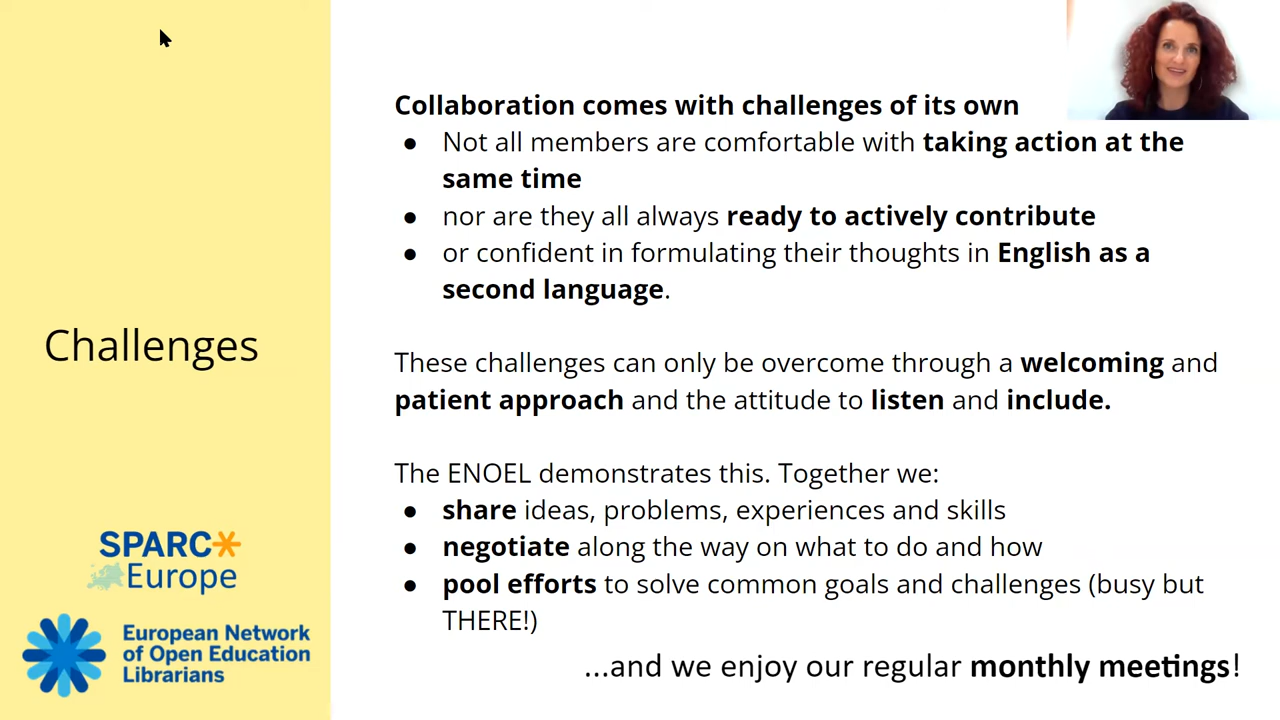 Challenges
SPARC
Europe
European Network
of Open Education
Librarians
Collaboration comes with challenges of its own
● Not all members are comfortable with taking action at the
same time
● nor are they all always ready to actively contribute
● or confident in formulating their thoughts in English as a
second language.
These challenges can only be overcome through a welcoming and
patient approach and the attitude to listen and include.
The ENOEL demonstrates this. Together we:
● share ideas, problems, experiences and skills
● negotiate along the way on what to do and how
● pool efforts to solve common goals and challenges (busy but
THERE!)
...and we enjoy our regular monthly meetings!